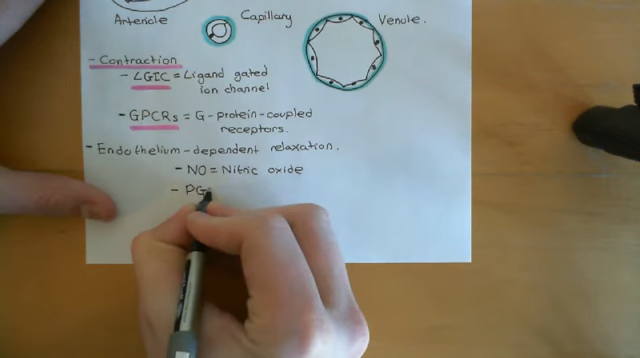 Arteriole
Capillary
Venule.
- Contraction
- LGIC = Ligand gated
ion channel
- GPCRs = G-protein-coupled
receptors.
- Endothelium-dependent relaxation.
- NO = Nitric oxide
- PG